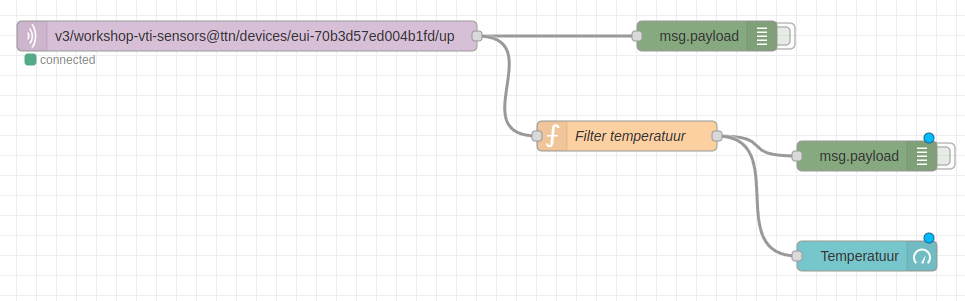 v3/workshop-vti-sensors@ttn/devices/eui-70b3d57ed004b1fd/up
msg.payload
connected
Filter temperatuur
msg.payload
Temperatuur